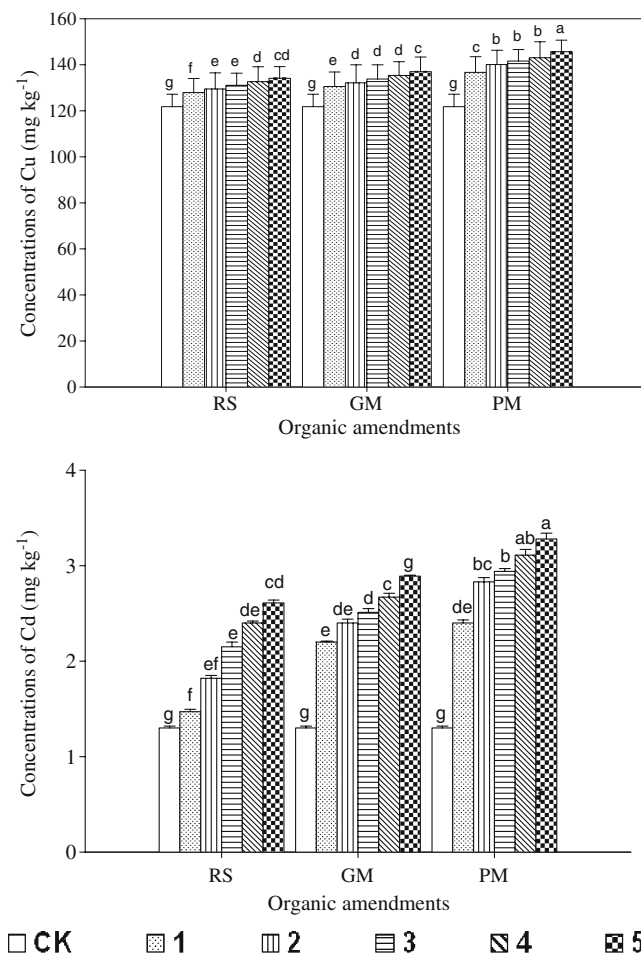 Concentrations of Cu (mg kg-1)
160
140
120
100
80
60
40
20
0
g f e e d cd g e d d d c g c b b b a
RS GM PM
Organic amendments
Concentrations of Cd (mg kg-1)
4
3
2
1
0
g f ef e de cd g e de d c g g de bc b ab a
RS GM PM
Organic amendments
CK 1 2 3 4 5